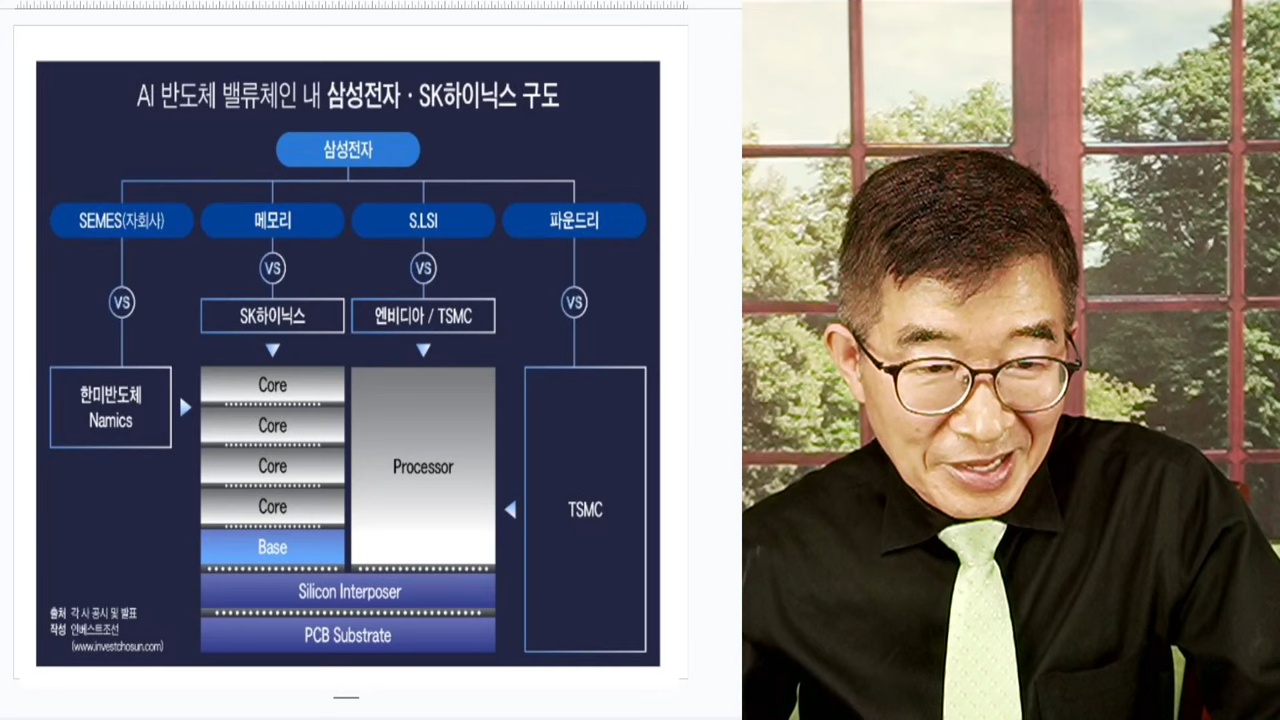 AI 반도체 밸류체인 내 삼성전자 · SK하이닉스 구도
삼성전자
SEMES(자회사)
메모리
S.LSI
파운드리
VS
VS
VS
VS
SK하이닉스
엔비디아 / TSMC
한미반도체
Namics
Core
Core
Core
Core
Base
Processor
TSMC
Silicon Interposer
PCB Substrate
출처 각 사 공시 및 발표
작성 인베스트조선
(www.investchosun.com)